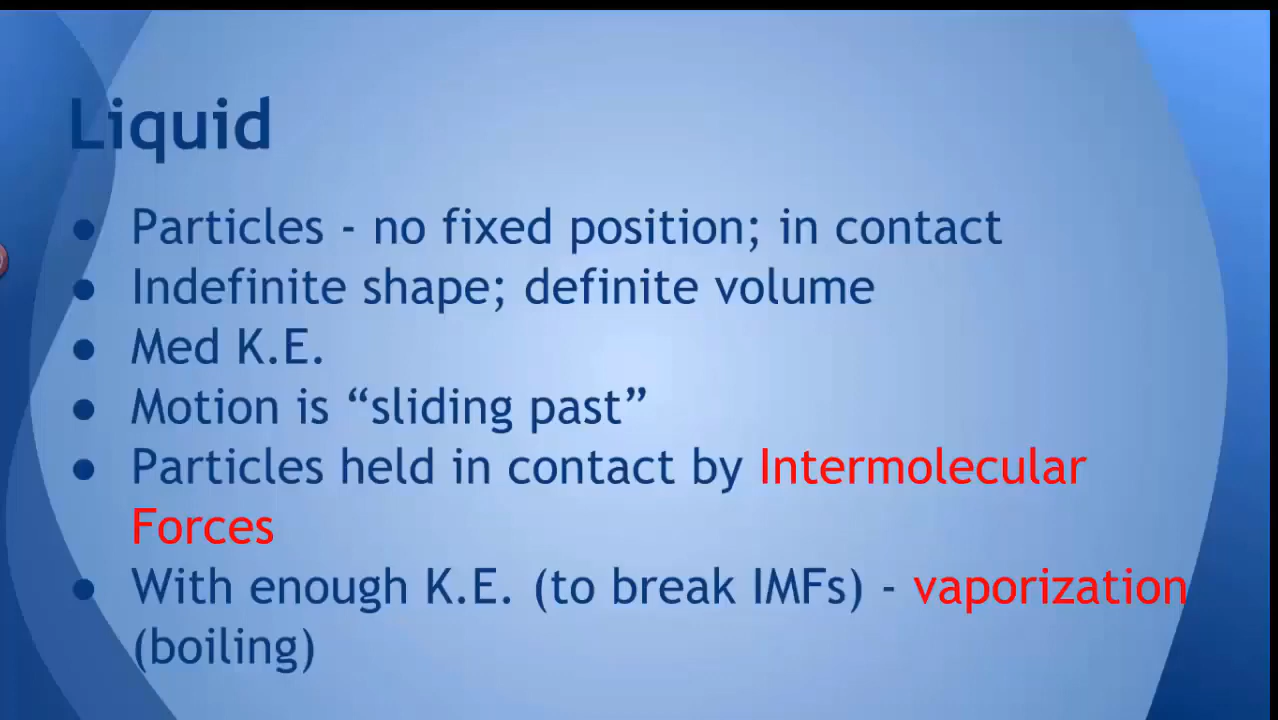 Liquid
● Particles - no fixed position; in contact
● Indefinite shape; definite volume
● Med K.E.
● Motion is “sliding past”
● Particles held in contact by Intermolecular
Forces
● With enough K.E. (to break IMFs) - vaporization
(boiling)